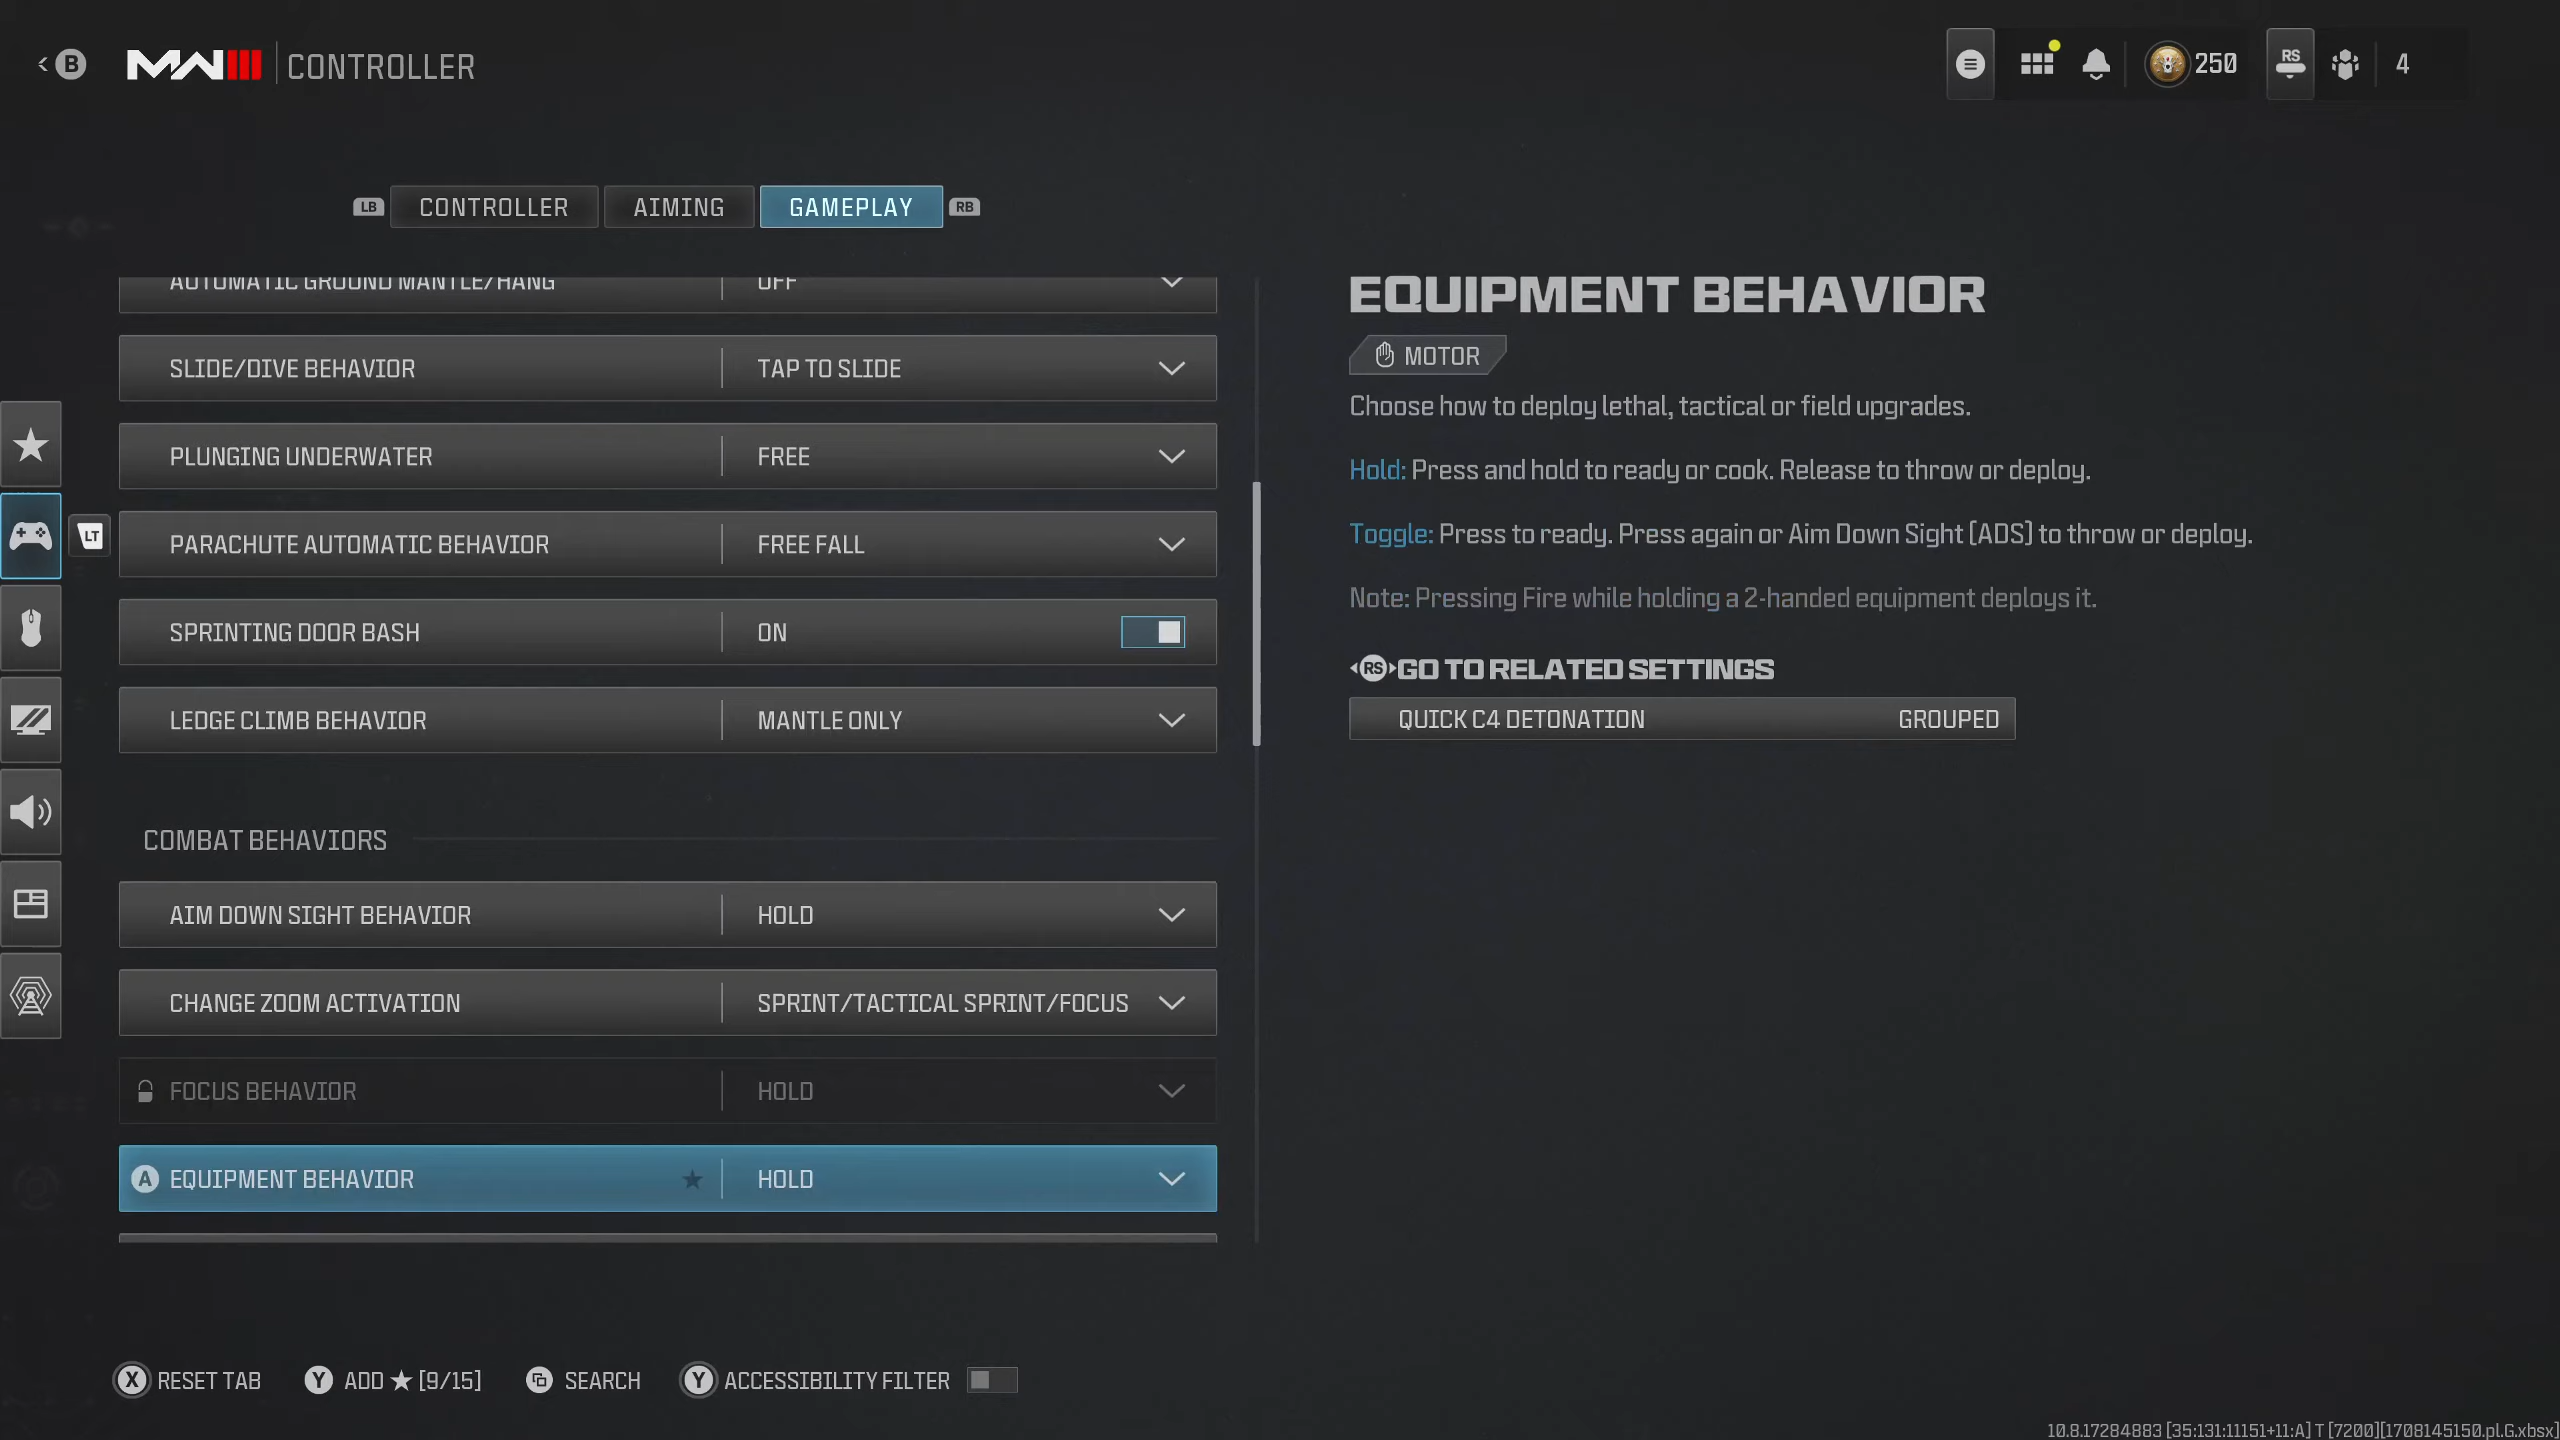 B MWIII CONTROLLER 250 RS 4
LB CONTROLLER AIMING GAMEPLAY RB
AUTOMATIC GROUND MANTLE/HANG OFF
SLIDE/DIVE BEHAVIOR TAP TO SLIDE
PLUNGING UNDERWATER FREE
LT PARACHUTE AUTOMATIC BEHAVIOR FREE FALL
SPRINTING DOOR BASH ON
LEDGE CLIMB BEHAVIOR MANTLE ONLY
COMBAT BEHAVIORS
AIM DOWN SIGHT BEHAVIOR HOLD
CHANGE ZOOM ACTIVATION SPRINT/TACTICAL SPRINT/FOCUS
FOCUS BEHAVIOR HOLD
A EQUIPMENT BEHAVIOR HOLD
EQUIPMENT BEHAVIOR
MOTOR
Choose how to deploy lethal, tactical or field upgrades.
Hold: Press and hold to ready or cook. Release to throw or deploy.
Toggle: Press to ready. Press again or Aim Down Sight [ADS] to throw or deploy.
Note: Pressing Fire while holding a 2-handed equipment deploys it.
RS GO TO RELATED SETTINGS
QUICK C4 DETONATION GROUPED
X RESET TAB Y ADD ★ [9/15] SEARCH Y ACCESSIBILITY FILTER
10.8.17284883 [35:131:11151+11:A] T [7200][1708145150.pl.G.xbsx]